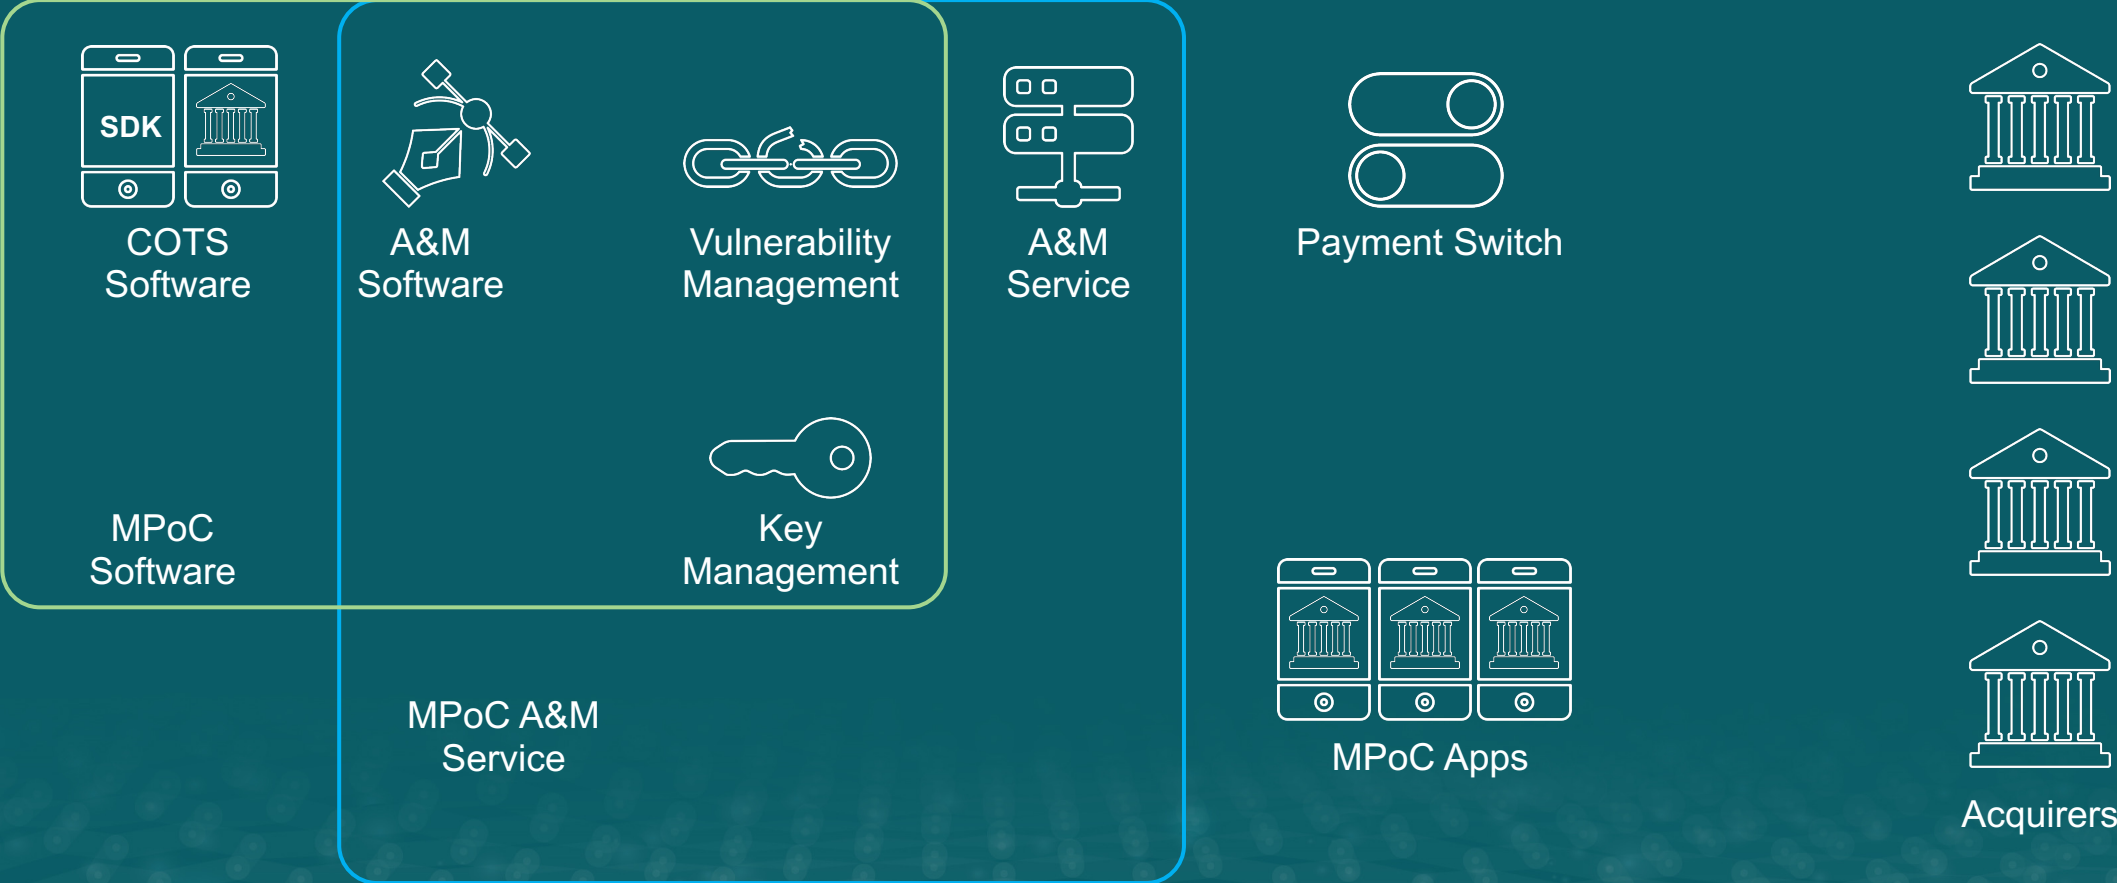 SDK
COTS
Software
A&M
Software
Vulnerability
Management
A&M
Service
Payment Switch
MPoC
Software
Key
Management
MPoC A&M
Service
MPoC Apps
Acquirers